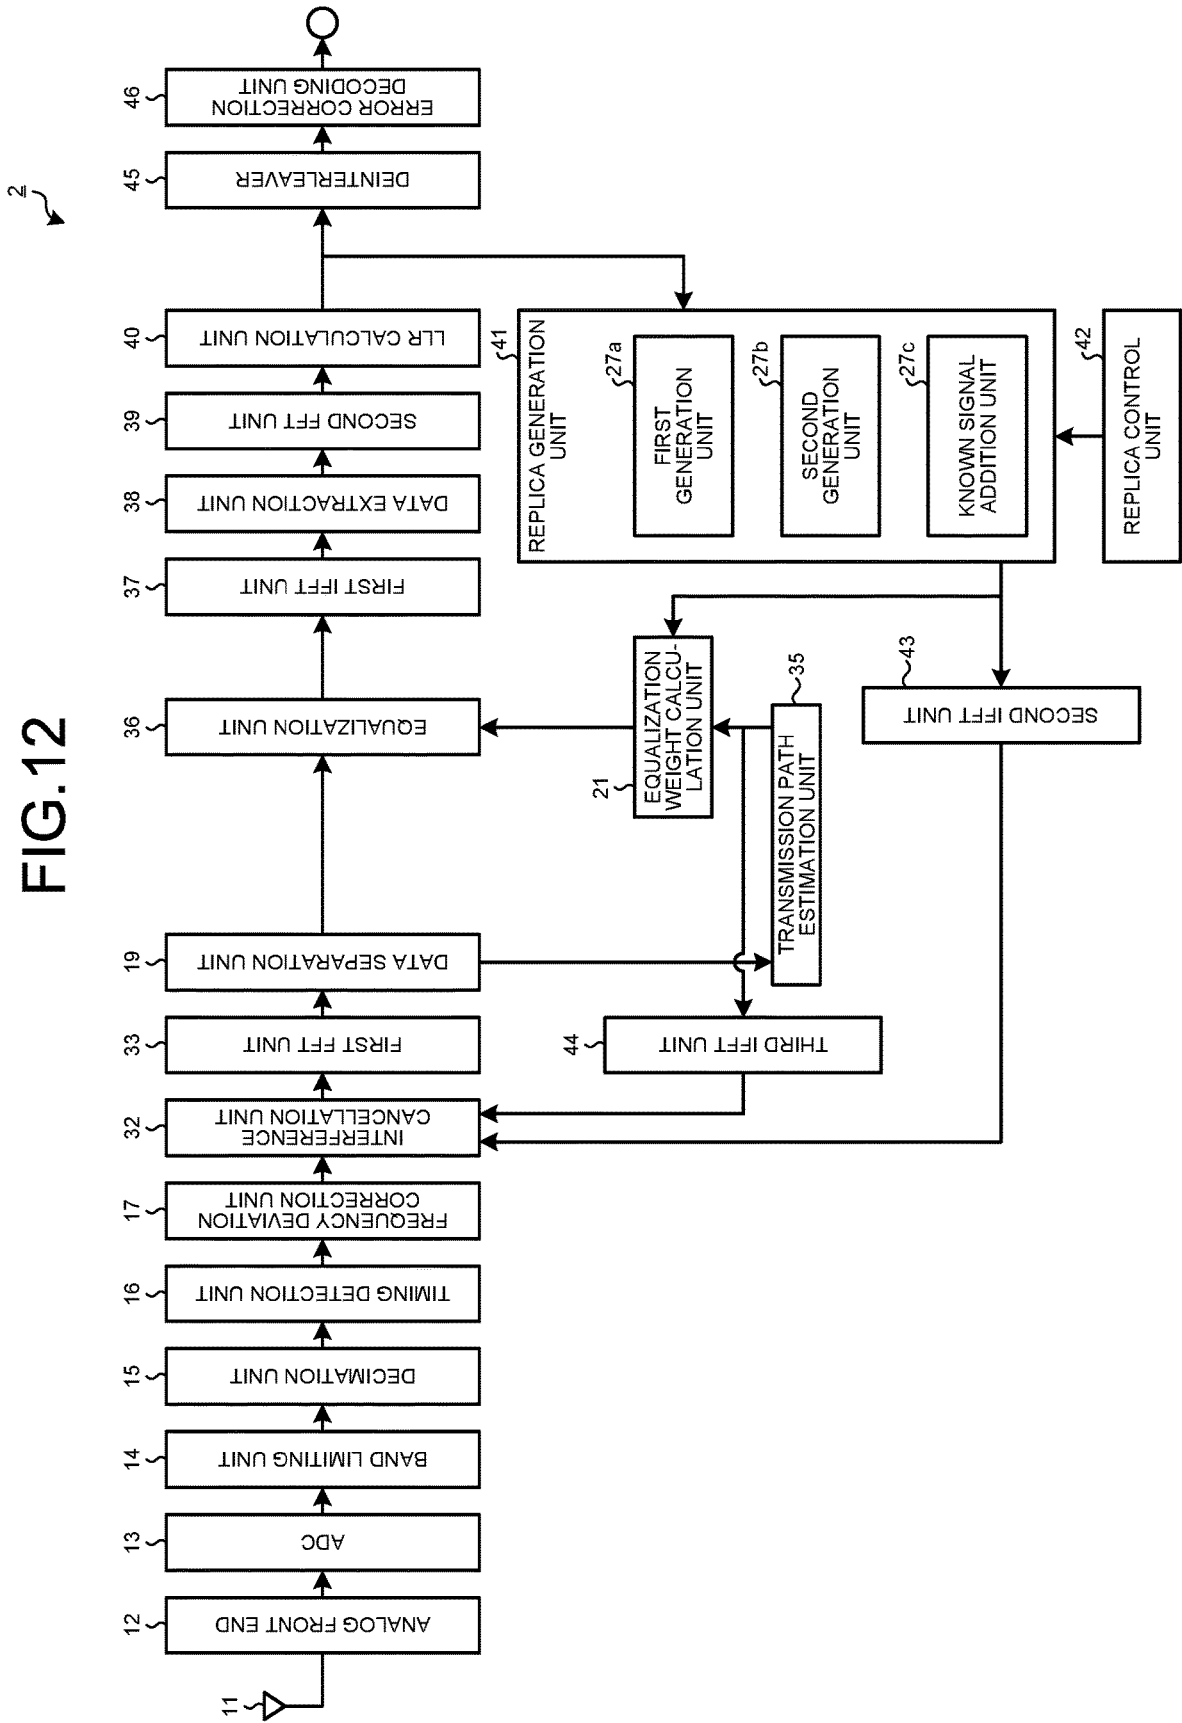 FIG.12
2
11
12
ANALOG FRONT END
13
ADC
14
BAND LIMITING UNIT
15
DECIMATION UNIT
16
TIMING DETECTION UNIT
17
FREQUENCY DEVIATION
CORRECTION UNIT
32
INTERFERENCE
CANCELLATION UNIT
33
FIRST FFT UNIT
19
DATA SEPARATION UNIT
36
EQUALIZATION UNIT
37
FIRST IFFT UNIT
38
DATA EXTRACTION UNIT
39
SECOND FFT UNIT
40
LLR CALCULATION UNIT
45
DEINTERLEAVER
46
ERROR CORRECTION
DECODING UNIT
44
THIRD IFFT UNIT
21
EQUALIZATION
WEIGHT CALCU-
LATION UNIT
35
TRANSMISSION PATH
ESTIMATION UNIT
43
SECOND IFFT UNIT
41
REPLICA GENERATION
UNIT
27a
FIRST
GENERATION
UNIT
27b
SECOND
GENERATION
UNIT
27c
KNOWN SIGNAL
ADDITION UNIT
42
REPLICA CONTROL
UNIT